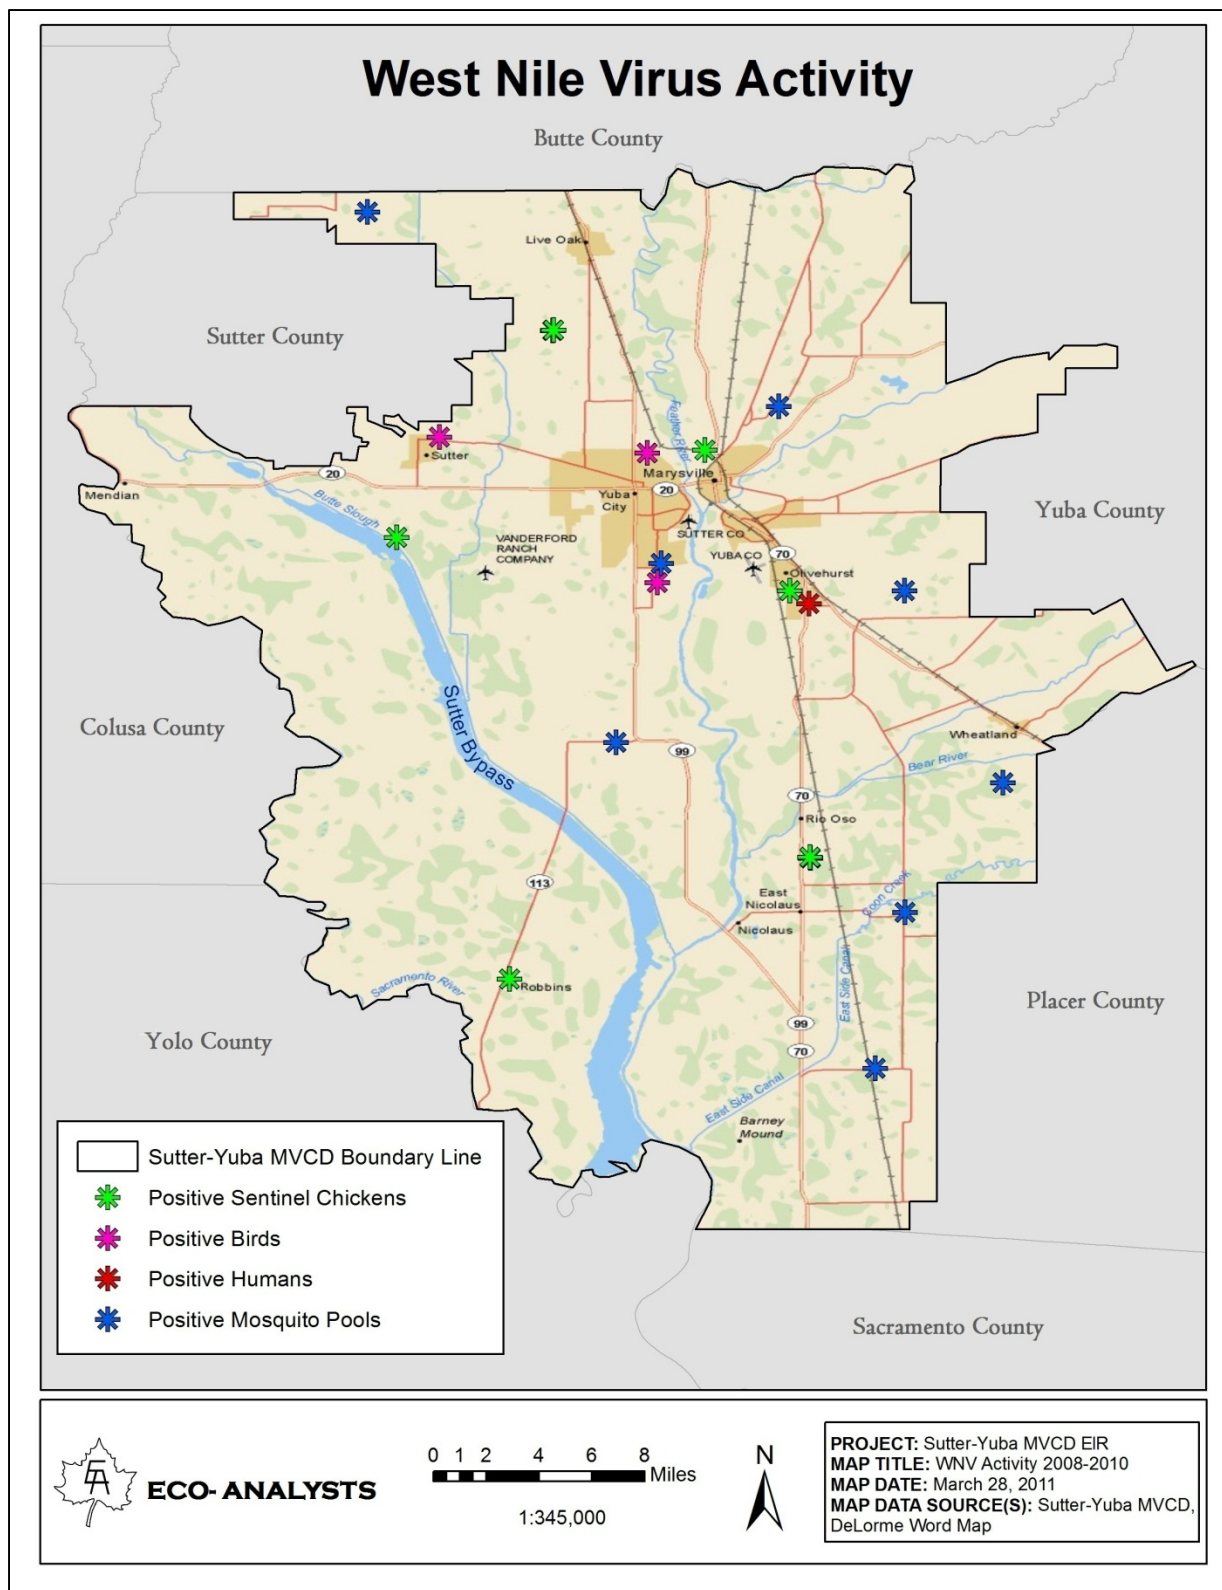 West Nile Virus Activity
Butte County
Live Oak
Sutter County
Feather River
Sutter
Marysville
20
20
Mendian
Yuba
City
Butte Slough
SUTTER CO
Yuba County
VANDERFORD
RANCH
COMPANY
YUBA CO
70
Olivehurst
Sutter Bypass
Colusa County
Wheatland
99
Bear River
70
Rio Oso
113
Coon Creek
East
Nicolaus
Nicolaus
East Side Canal
Sacramento River
Robbins
Placer County
Yolo County
99
70
East Side Canal
Barney
Mound
Sutter-Yuba MVCD Boundary Line
Positive Sentinel Chickens
Positive Birds
Positive Humans
Positive Mosquito Pools
Sacramento County
EA
ECO-ANALYSTS
0 1 2 4 6 8
Miles
1:345,000
N
PROJECT: Sutter-Yuba MVCD EIR
MAP TITLE: WNV Activity 2008-2010
MAP DATE: March 28, 2011
MAP DATA SOURCE(S): Sutter-Yuba MVCD,
DeLorme Word Map